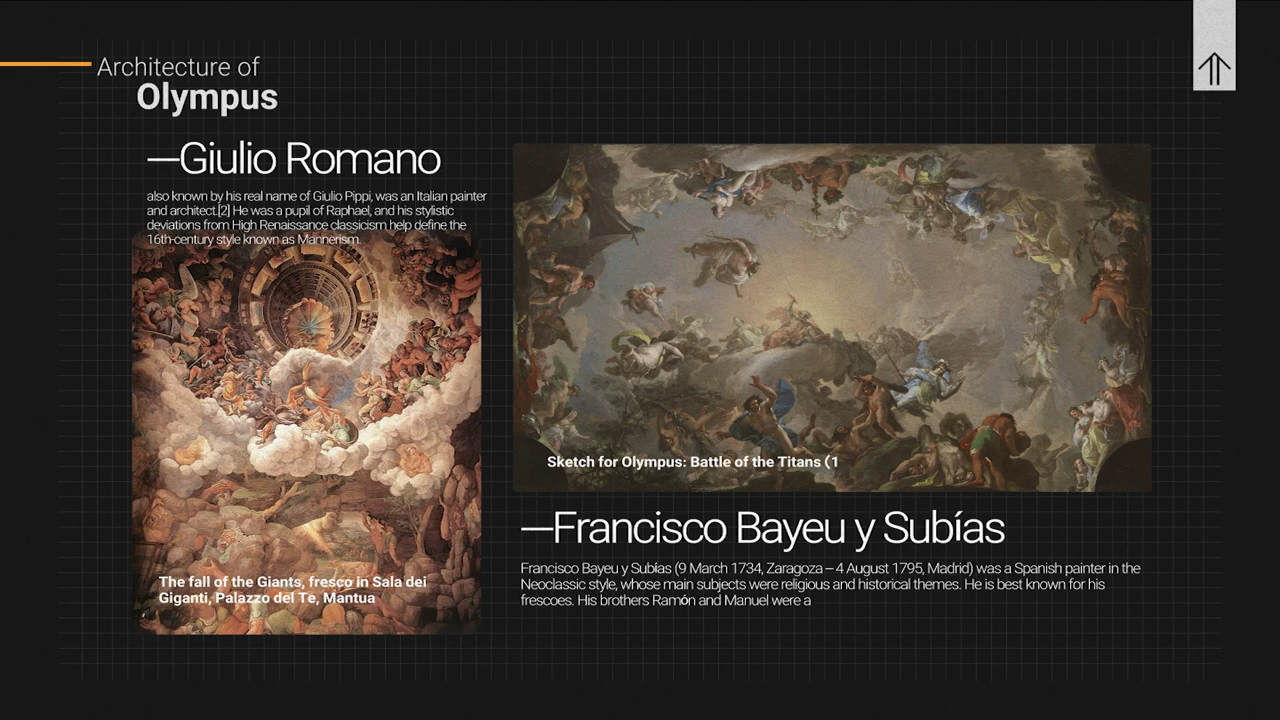 Architecture of
Olympus
—Giulio Romano
also known by his real name of Giulio Pippi, was an Italian painter
and architect.[2] He was a pupil of Raphael, and his stylistic
deviations from High Renaissance classicism help define the
16th-century style known as Mannerism.
The fall of the Giants, fresco in Sala dei
Giganti, Palazzo del Te, Mantua
Sketch for Olympus: Battle of the Titans (1
—Francisco Bayeu y Subías
Francisco Bayeu y Subías (9 March 1734, Zaragoza – 4 August 1795, Madrid) was a Spanish painter in the
Neoclassic style, whose main subjects were religious and historical themes. He is best known for his
frescoes. His brothers Ramón and Manuel were a